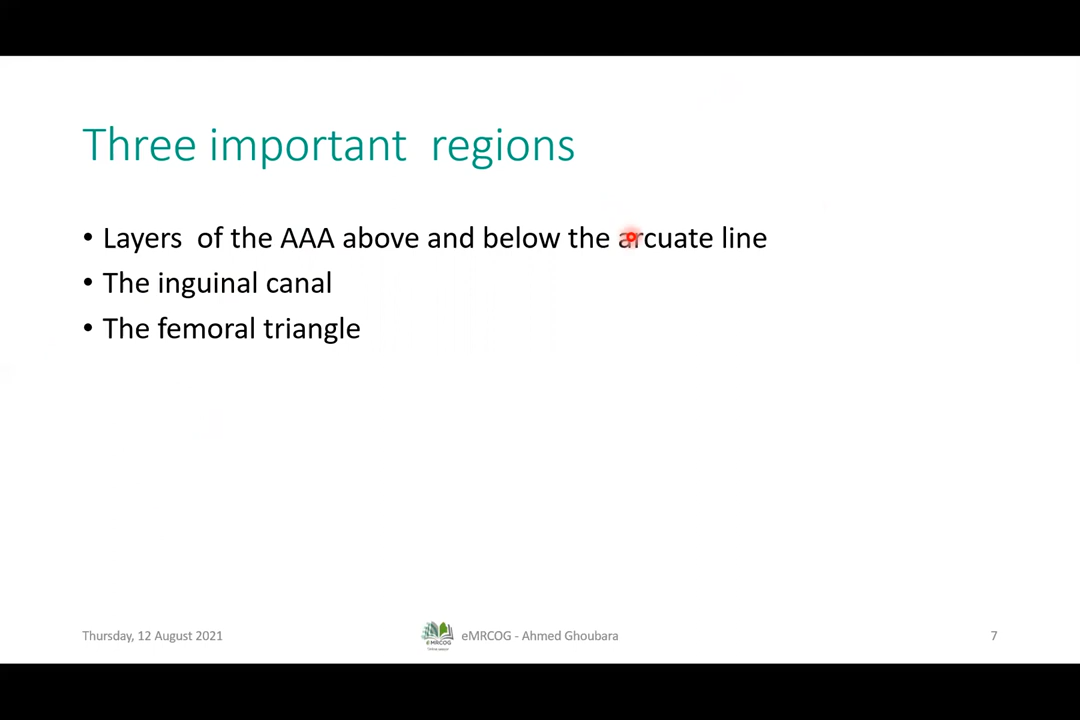 Three important regions
• Layers of the AAA above and below the arcuate line
• The inguinal canal
• The femoral triangle
Thursday, 12 August 2021
eMRCOG
eMRCOG - Ahmed Ghoubara
7